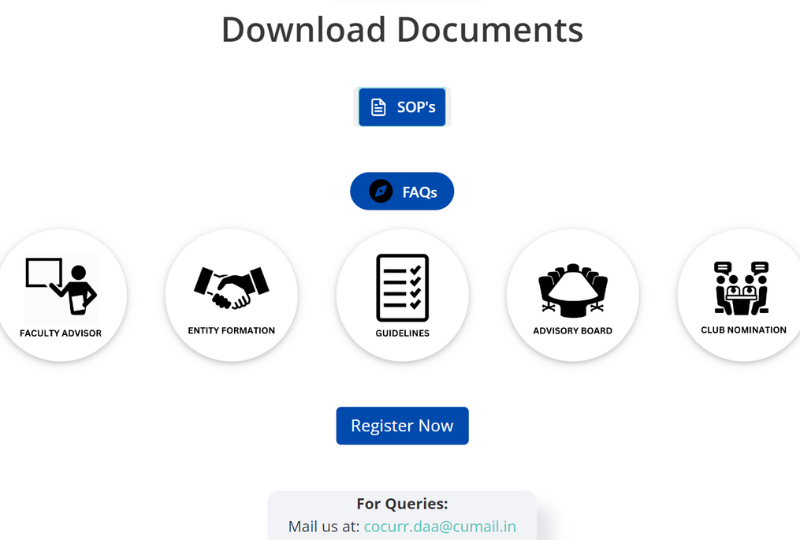 Download Documents
SOP's
FAQs
FACULTY ADVISOR
ENTITY FORMATION
GUIDELINES
ADVISORY BOARD
CLUB NOMINATION
Register Now
For Queries:
Mail us at: cocurr.daa@cumail.in